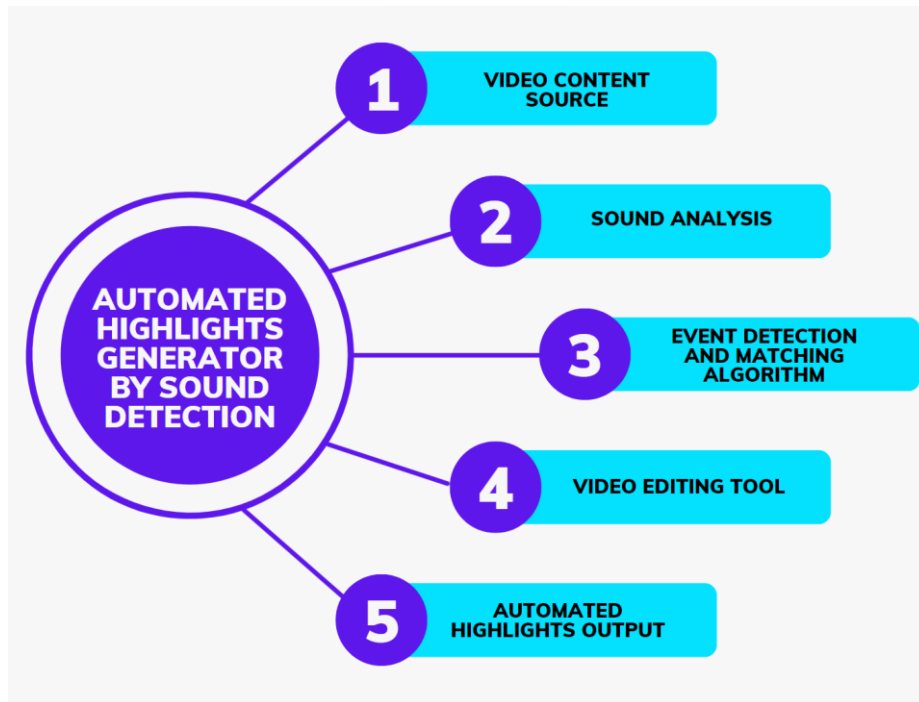 AUTOMATED
HIGHLIGHTS
GENERATOR
BY SOUND
DETECTION
1
VIDEO CONTENT
SOURCE
2
SOUND ANALYSIS
3
EVENT DETECTION
AND MATCHING
ALGORITHM
4
VIDEO EDITING TOOL
5
AUTOMATED
HIGHLIGHTS OUTPUT